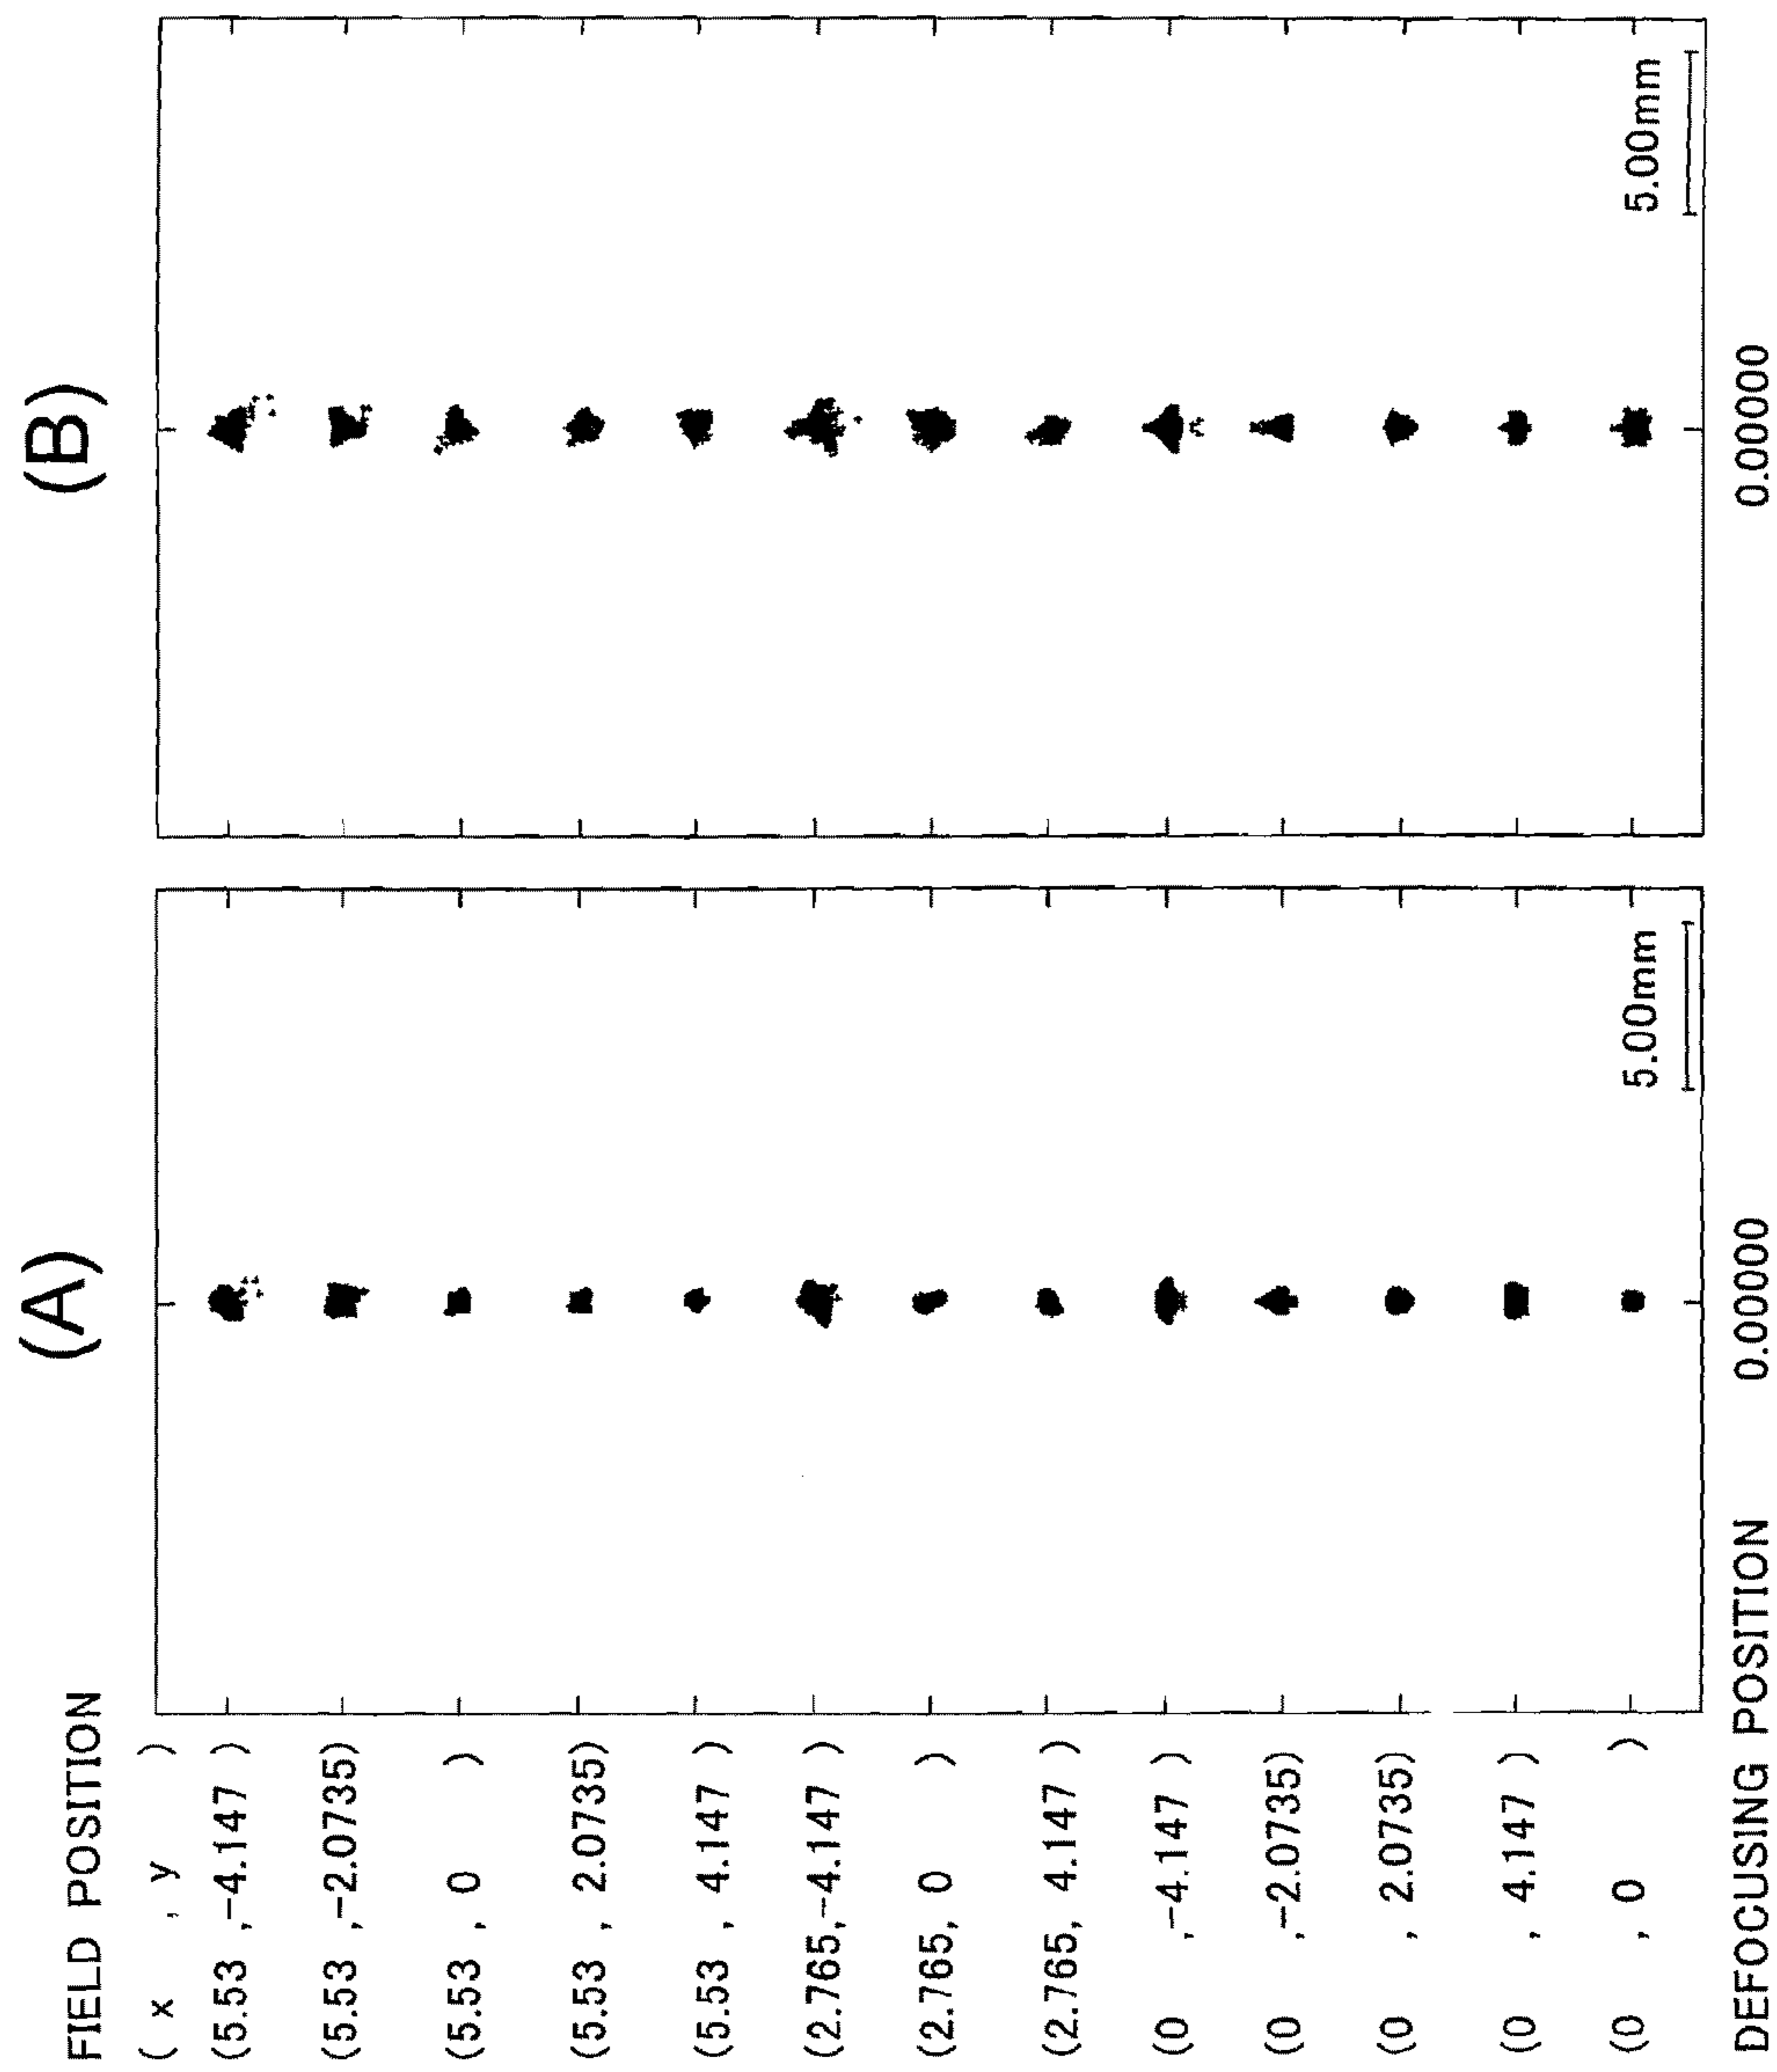 (A)
(B)
FIELD POSITION
( x , y )
(5.53 ,-4.147 )
(5.53 ,-2.0735)
(5.53 , 0 )
(5.53 , 2.0735)
(5.53 , 4.147 )
(2.765,-4.147 )
(2.765, 0 )
(2.765, 4.147 )
(0 ,-4.147 )
(0 ,-2.0735)
(0 , 2.0735)
(0 , 4.147 )
(0 , 0 )
5.00mm
5.00mm
DEFOCUSING POSITION 0.00000 0.00000